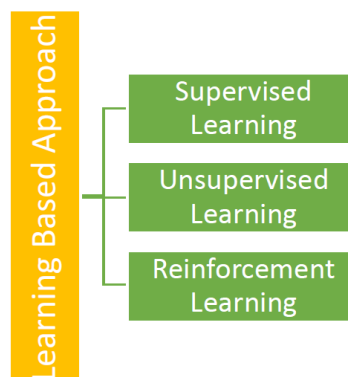 Learning Based Approach
Supervised
Learning
Unsupervised
Learning
Reinforcement
Learning